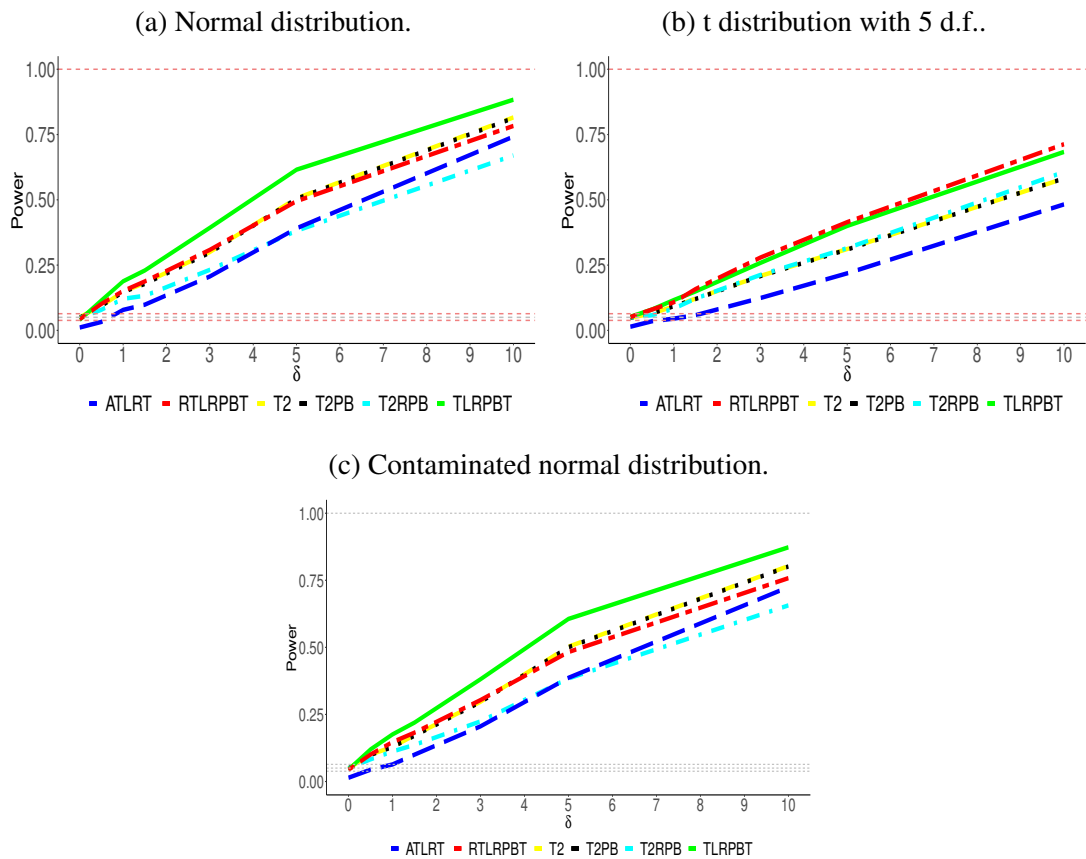 (a) Normal distribution.
1.00
0.75
0.50
0.25
0.00
Power
0 1 2 3 4 5 6 7 8 9 10
δ
ATLRT RTLRPBT T2 T2PB T2RPB TLRPBT
(b) t distribution with 5 d.f..
1.00
0.75
0.50
0.25
0.00
Power
0 1 2 3 4 5 6 7 8 9 10
δ
ATLRT RTLRPBT T2 T2PB T2RPB TLRPBT
(c) Contaminated normal distribution.
1.00
0.75
0.50
0.25
0.00
Power
0 1 2 3 4 5 6 7 8 9 10
δ
ATLRT RTLRPBT T2 T2PB T2RPB TLRPBT